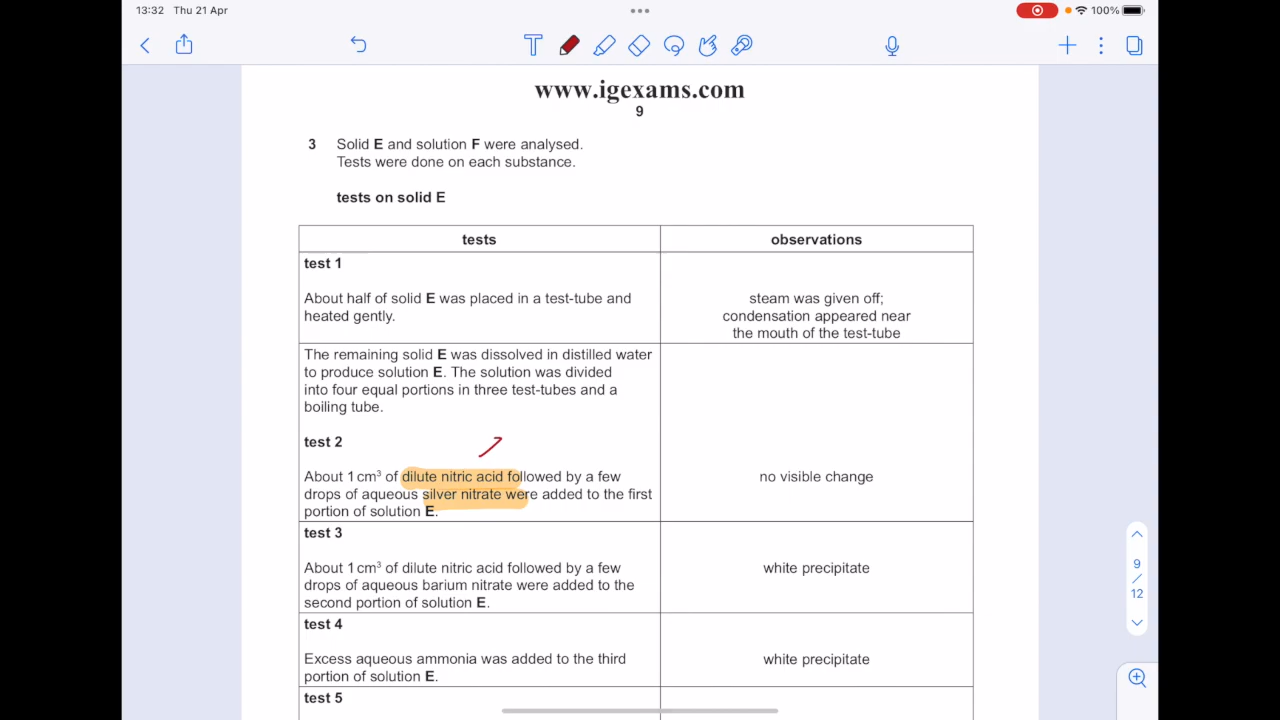 13:32 Thu 21 Apr
100%
www.igexams.com
9
3 Solid E and solution F were analysed.
Tests were done on each substance.
tests on solid E
tests
observations
test 1
About half of solid E was placed in a test-tube and
heated gently.
steam was given off;
condensation appeared near
the mouth of the test-tube
The remaining solid E was dissolved in distilled water
to produce solution E. The solution was divided
into four equal portions in three test-tubes and a
boiling tube.
test 2
About 1 cm³ of dilute nitric acid followed by a few
drops of aqueous silver nitrate were added to the first
portion of solution E.
no visible change
test 3
About 1 cm³ of dilute nitric acid followed by a few
drops of aqueous barium nitrate were added to the
second portion of solution E.
white precipitate
test 4
Excess aqueous ammonia was added to the third
portion of solution E.
white precipitate
test 5
9
/
12